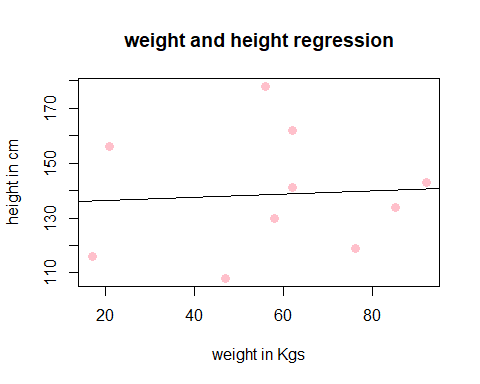 weight and height regression
height in cm
170
150
130
110
20 40 60 80
weight in Kgs